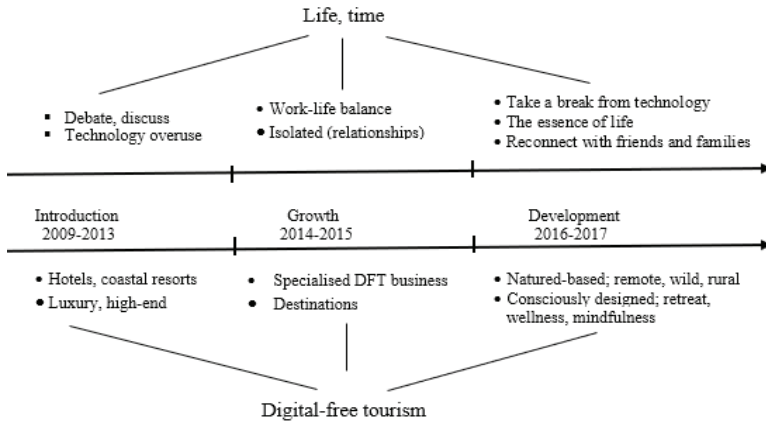 Life, time
▪ Debate, discuss
▪ Technology overuse
• Work-life balance
• Isolated (relationships)
• Take a break from technology
• The essence of life
• Reconnect with friends and families
Introduction
2009-2013
Growth
2014-2015
Development
2016-2017
• Hotels, coastal resorts
• Luxury, high-end
• Specialised DFT business
• Destinations
• Natured-based; remote, wild, rural
• Consciously designed; retreat,
wellness, mindfulness
Digital-free tourism